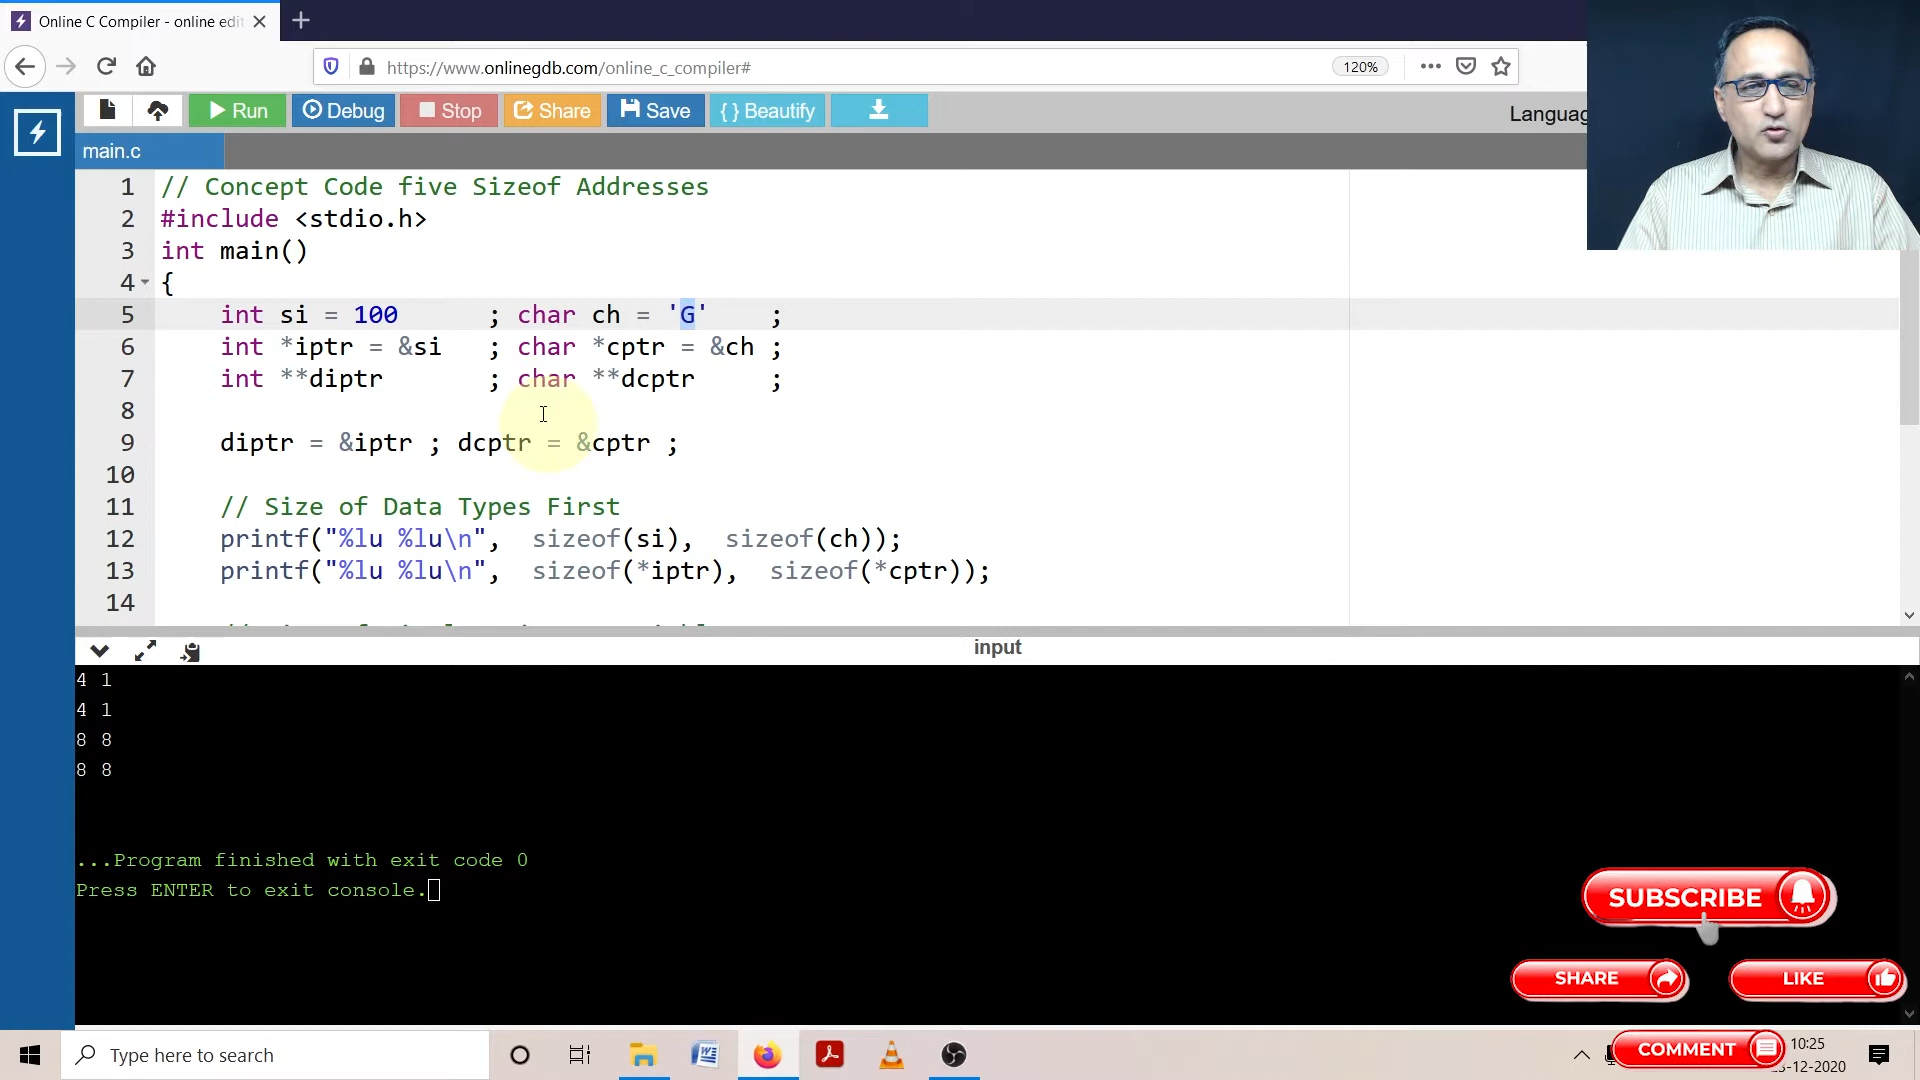 Online C Compiler - online edit
https://www.onlinegdb.com/online_c_compiler#
120%
Run
Debug
Stop
Share
Save
{ } Beautify
Languag
main.c
1 // Concept Code five Sizeof Addresses
2 #include <stdio.h>
3 int main()
4 {
5 int si = 100 ; char ch = 'G' ;
6 int *iptr = &si ; char *cptr = &ch ;
7 int **diptr ; char **dcptr ;
8
9 diptr = &iptr ; dcptr = &cptr ;
10
11 // Size of Data Types First
12 printf("%lu %lu\n", sizeof(si), sizeof(ch));
13 printf("%lu %lu\n", sizeof(*iptr), sizeof(*cptr));
14
input
4 1
4 1
8 8
8 8
...Program finished with exit code 0
Press ENTER to exit console.
SUBSCRIBE
SHARE
LIKE
COMMENT
Type here to search
10:25
3-12-2020